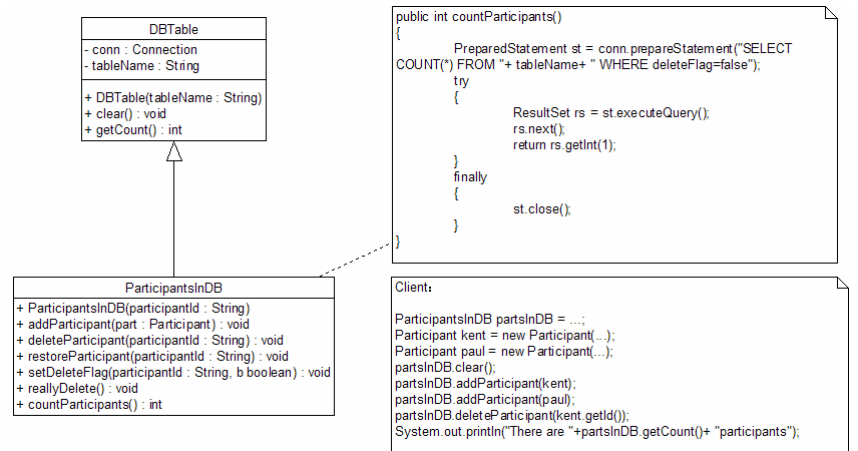 DBTable
- conn : Connection
- tableName : String
+ DBTable(tableName : String)
+ clear() : void
+ getCount() : int
public int countParticipants()
{
PreparedStatement st = conn.prepareStatement("SELECT
COUNT(*) FROM "+ tableName+ " WHERE deleteFlag=false");
try
{
ResultSet rs = st.executeQuery();
rs.next();
return rs.getInt(1);
}
finally
{
st.close();
}
}
ParticipantsInDB
+ ParticipantsInDB(participantId : String)
+ addParticipant(part : Participant) : void
+ deleteParticipant(participantId : String) : void
+ restoreParticipant(participantId : String) : void
+ setDeleteFlag(participantId : String, b boolean) : void
+ reallyDelete() : void
+ countParticipants() : int
Client：
ParticipantsInDB partsInDB = ...;
Participant kent = new Participant(...);
Participant paul = new Participant(...);
partsInDB.clear();
partsInDB.addParticipant(kent);
partsInDB.addParticipant(paul);
partsInDB.deleteParticipant(kent.getId());
System.out.println("There are "+partsInDB.getCount()+ "participants");